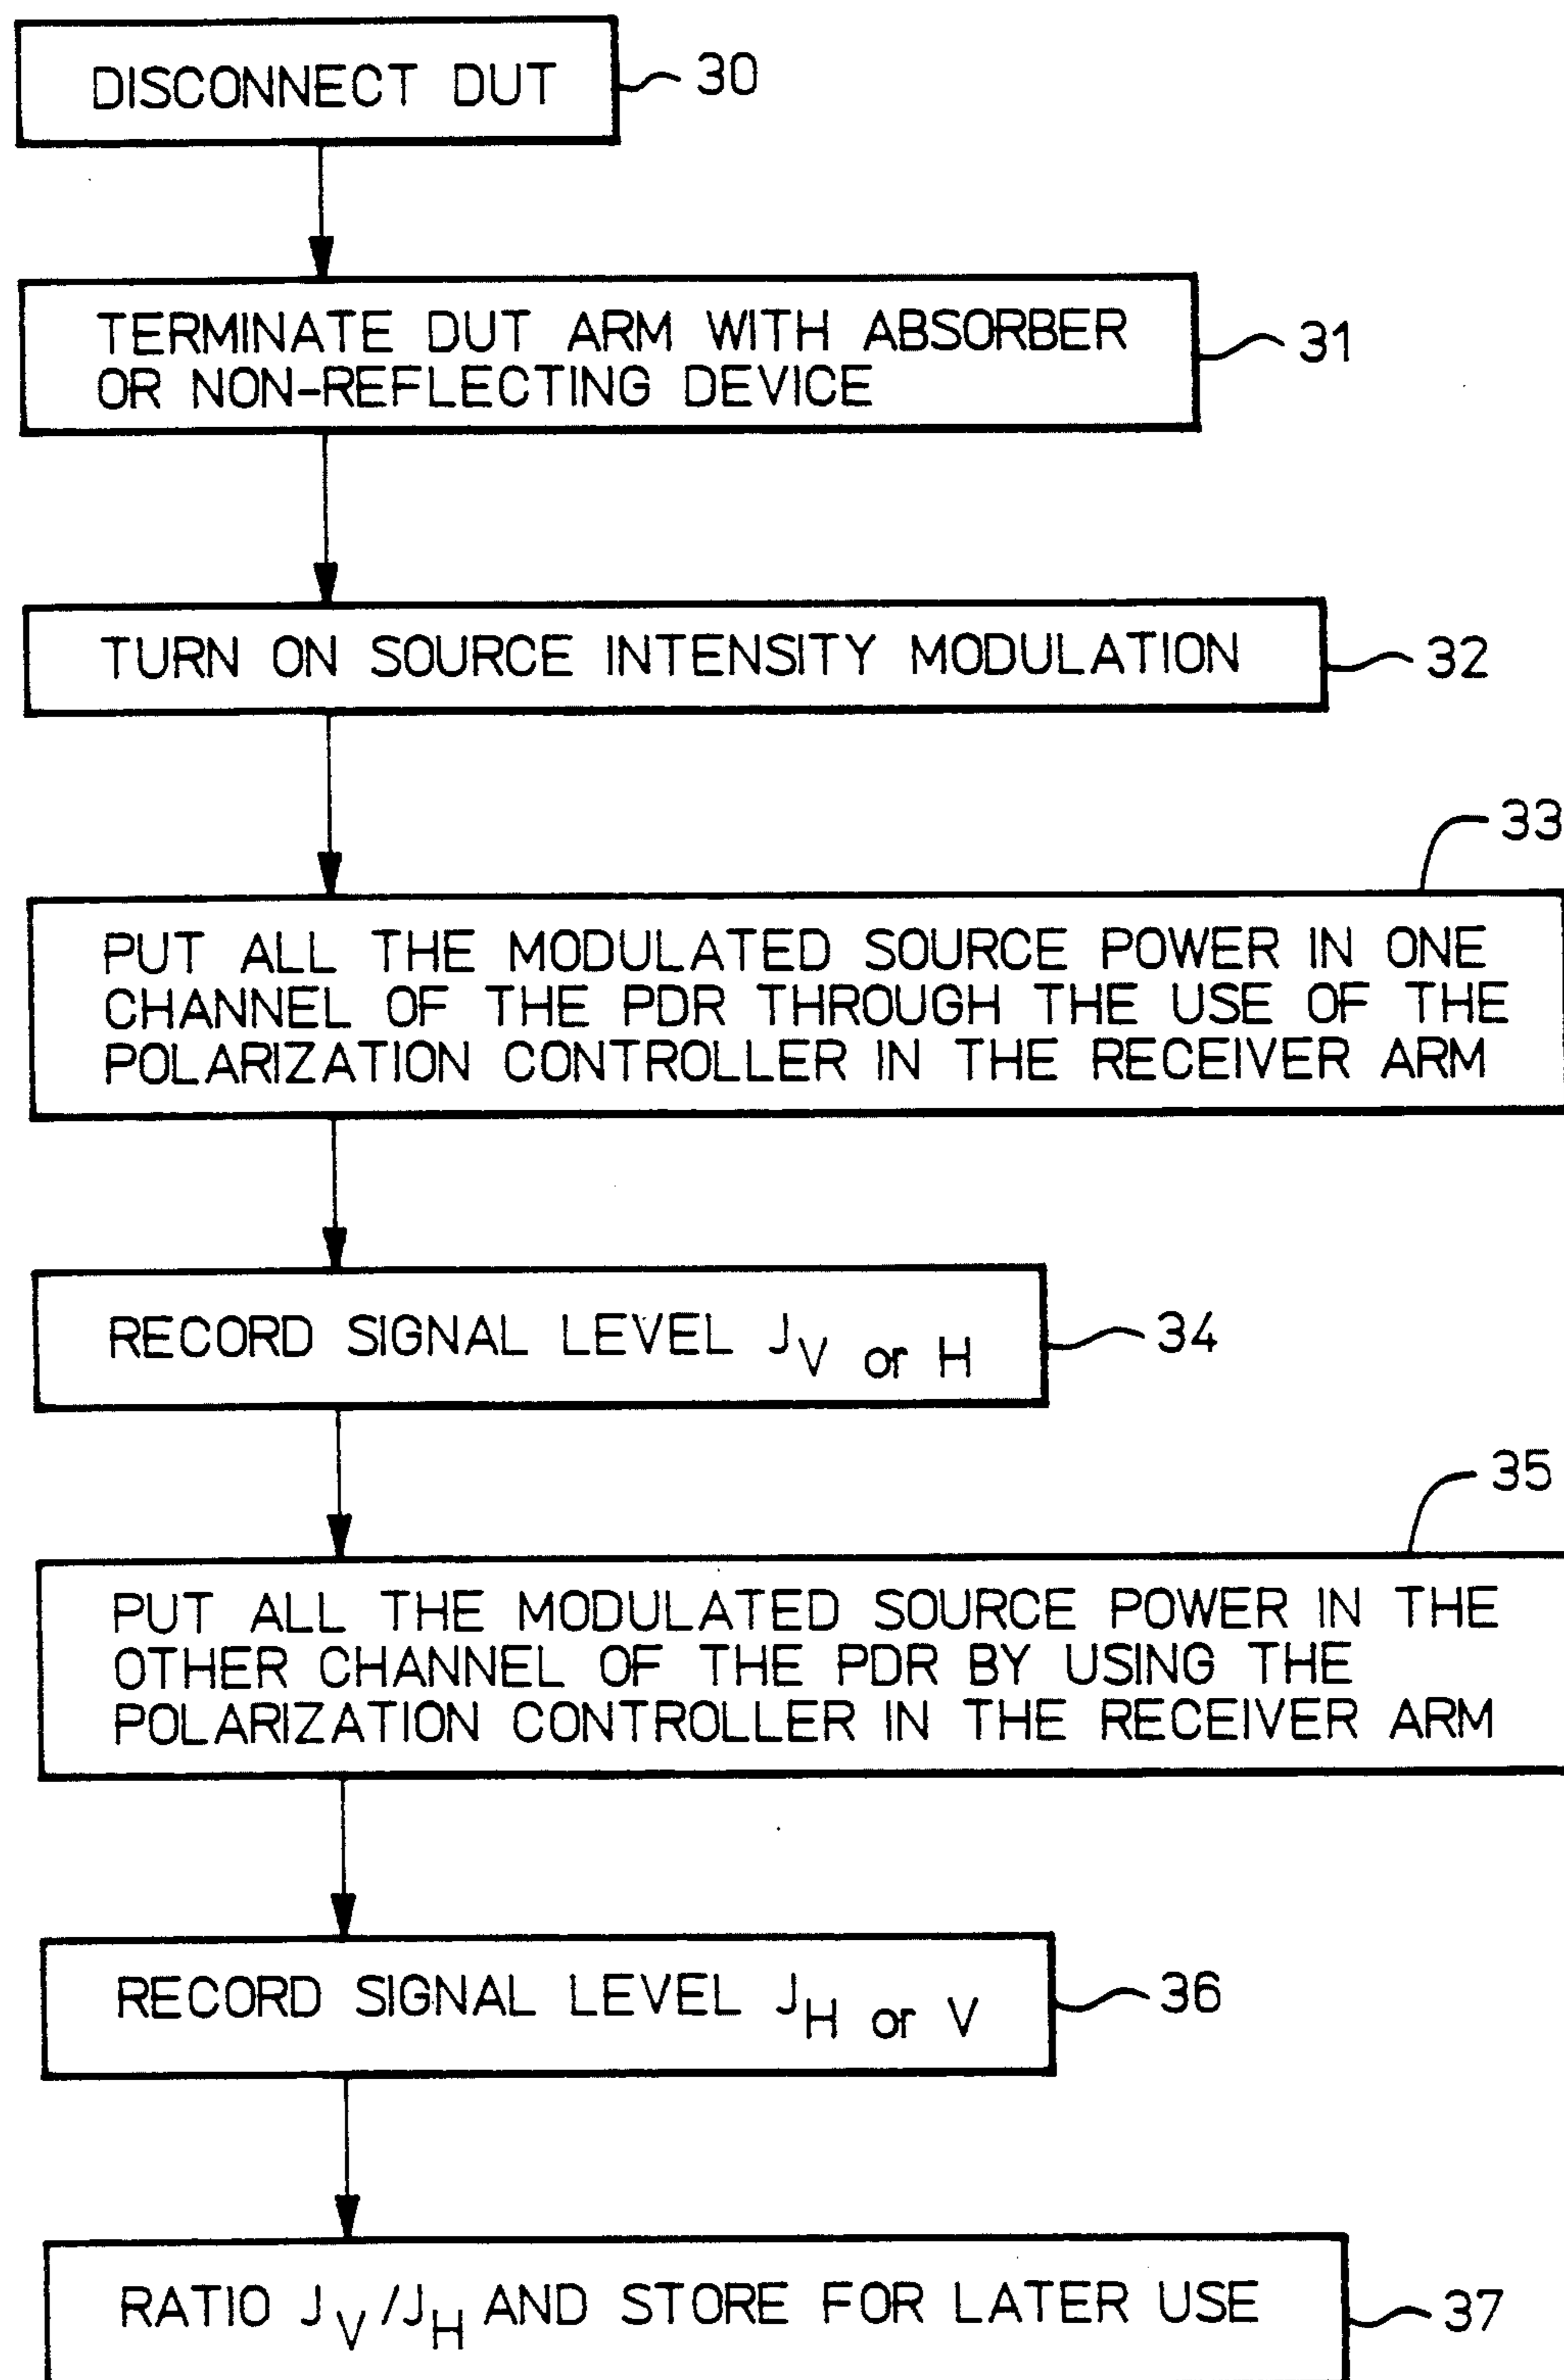 DISCONNECT DUT
30
TERMINATE DUT ARM WITH ABSORBER
OR NON-REFLECTING DEVICE
31
TURN ON SOURCE INTENSITY MODULATION
32
33
PUT ALL THE MODULATED SOURCE POWER IN ONE
CHANNEL OF THE PDR THROUGH THE USE OF THE
POLARIZATION CONTROLLER IN THE RECEIVER ARM
RECORD SIGNAL LEVEL JV or H
34
35
PUT ALL THE MODULATED SOURCE POWER IN THE
OTHER CHANNEL OF THE PDR BY USING THE
POLARIZATION CONTROLLER IN THE RECEIVER ARM
RECORD SIGNAL LEVEL JH or V
36
RATIO JV/JH AND STORE FOR LATER USE
37